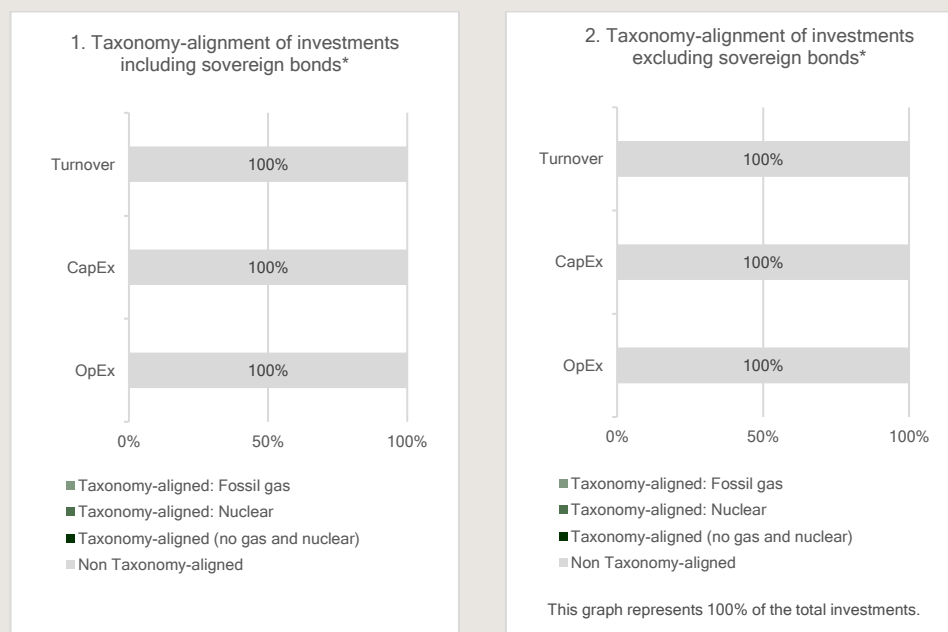 1. Taxonomy-alignment of investments
including sovereign bonds*
Turnover
100%
CapEx
100%
OpEx
100%
0%
50%
100%
Taxonomy-aligned: Fossil gas
Taxonomy-aligned: Nuclear
Taxonomy-aligned (no gas and nuclear)
Non Taxonomy-aligned
2. Taxonomy-alignment of investments
excluding sovereign bonds*
Turnover
100%
CapEx
100%
OpEx
100%
0%
50%
100%
Taxonomy-aligned: Fossil gas
Taxonomy-aligned: Nuclear
Taxonomy-aligned (no gas and nuclear)
Non Taxonomy-aligned
This graph represents 100% of the total investments.